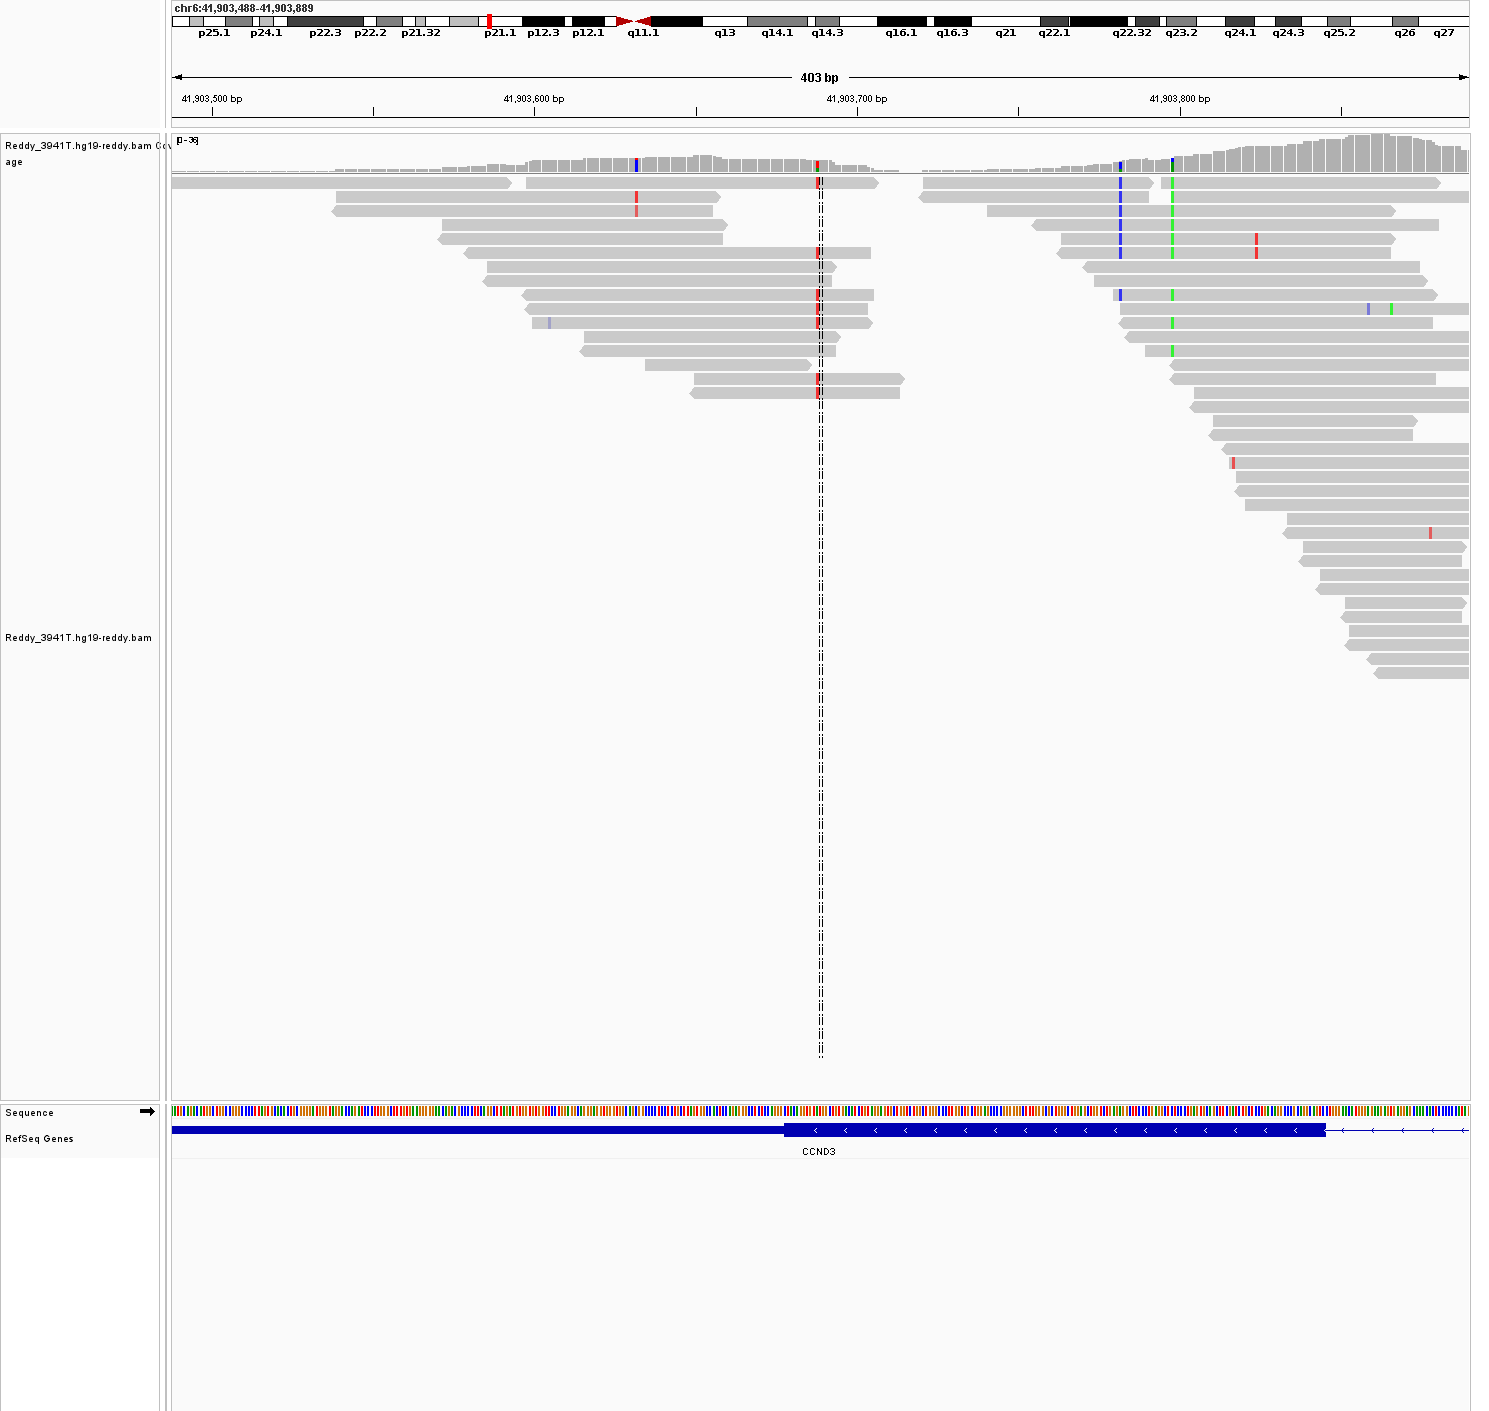 chr6:41,903,488-41,903,889
p25.1 p24.1 p22.3 p22.2 p21.32 p21.1 p12.3 p12.1 q11.1 q13 q14.1 q14.3 q16.1 q16.3 q21 q22.1 q22.32 q23.2 q24.1 q24.3 q25.2 q26 q27
403 bp
41,903,500 bp 41,903,600 bp 41,903,700 bp 41,903,800 bp
[0-36]
Reddy_3941T.hg19-reddy.bam Cov
age
Reddy_3941T.hg19-reddy.bam
Sequence
RefSeq Genes
CCND3